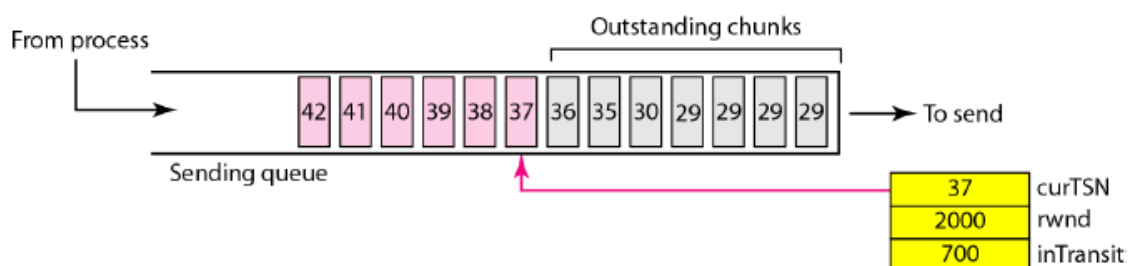 Outstanding chunks
From process
42 41 40 39 38 37 36 35 30 29 29 29 29
To send
Sending queue
37 curTSN
2000 rwnd
700 inTransit